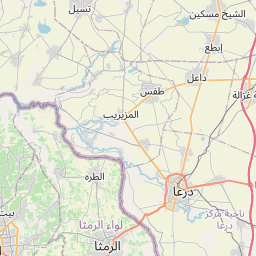 تسيل
الشيخ مسكين
إبطع
داعل
طفس
غزالة
المزيريب
درعا
الطره
ناحية مركز
درعا
لواء الرمثا
الرمثا